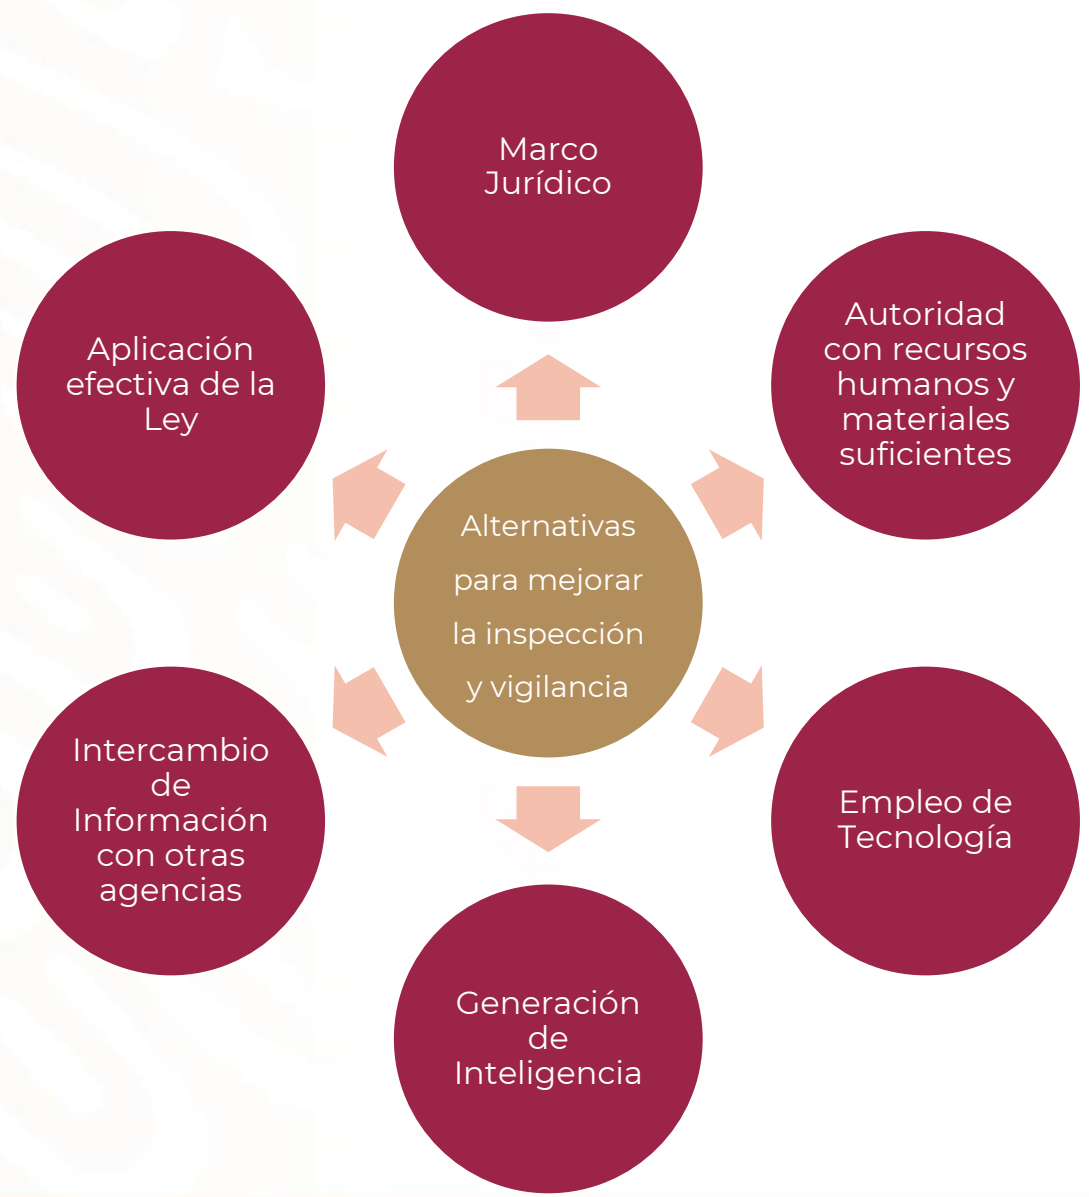 Marco
Jurídico
Autoridad
con recursos
humanos y
materiales
suficientes
Empleo de
Tecnología
Generación
de
Inteligencia
Intercambio
de
Información
con otras
agencias
Aplicación
efectiva de la
Ley
Alternativas
para mejorar
la inspección
y vigilancia